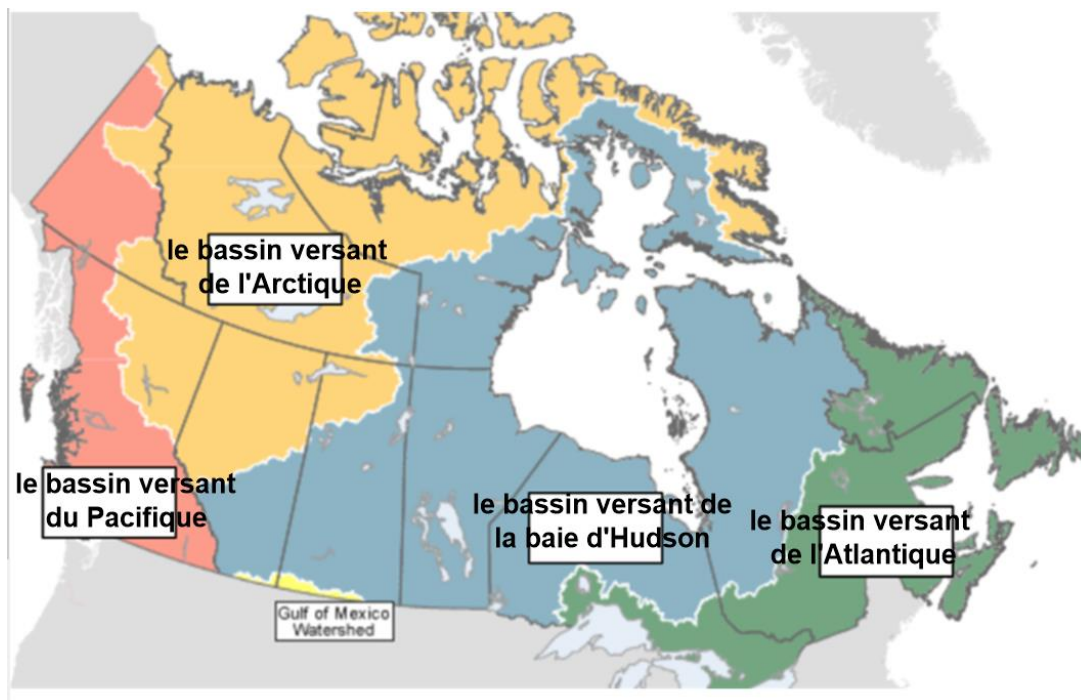 le bassin versant
de l'Arctique
le bassin versant
du Pacifique
le bassin versant de
la baie d'Hudson
le bassin versant
de l'Atlantique
Gulf of Mexico
Watershed